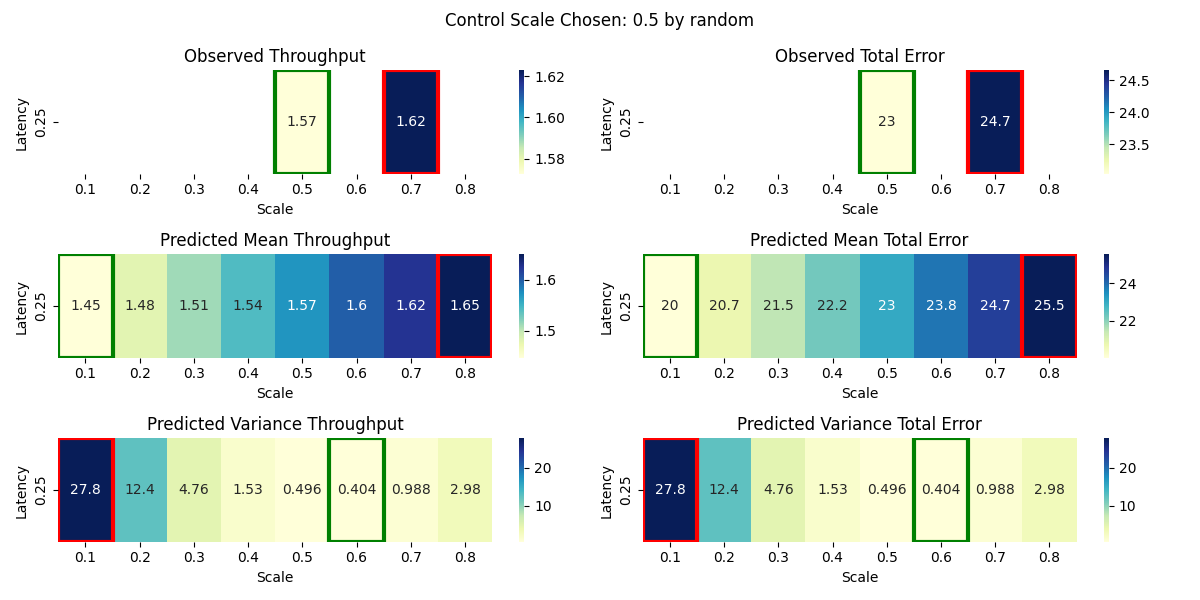 Control Scale Chosen: 0.5 by random
Observed Throughput
Latency
0.25
1.57 1.62
0.1 0.2 0.3 0.4 0.5 0.6 0.7 0.8
Scale
1.62
1.60
1.58
Observed Total Error
Latency
0.25
23 24.7
0.1 0.2 0.3 0.4 0.5 0.6 0.7 0.8
Scale
24.5
24.0
23.5
Predicted Mean Throughput
Latency
0.25
1.45 1.48 1.51 1.54 1.57 1.6 1.62 1.65
0.1 0.2 0.3 0.4 0.5 0.6 0.7 0.8
Scale
1.6
1.5
Predicted Mean Total Error
Latency
0.25
20 20.7 21.5 22.2 23 23.8 24.7 25.5
0.1 0.2 0.3 0.4 0.5 0.6 0.7 0.8
Scale
24
22
Predicted Variance Throughput
Latency
0.25
27.8 12.4 4.76 1.53 0.496 0.404 0.988 2.98
0.1 0.2 0.3 0.4 0.5 0.6 0.7 0.8
Scale
20
10
Predicted Variance Total Error
Latency
0.25
27.8 12.4 4.76 1.53 0.496 0.404 0.988 2.98
0.1 0.2 0.3 0.4 0.5 0.6 0.7 0.8
Scale
20
10